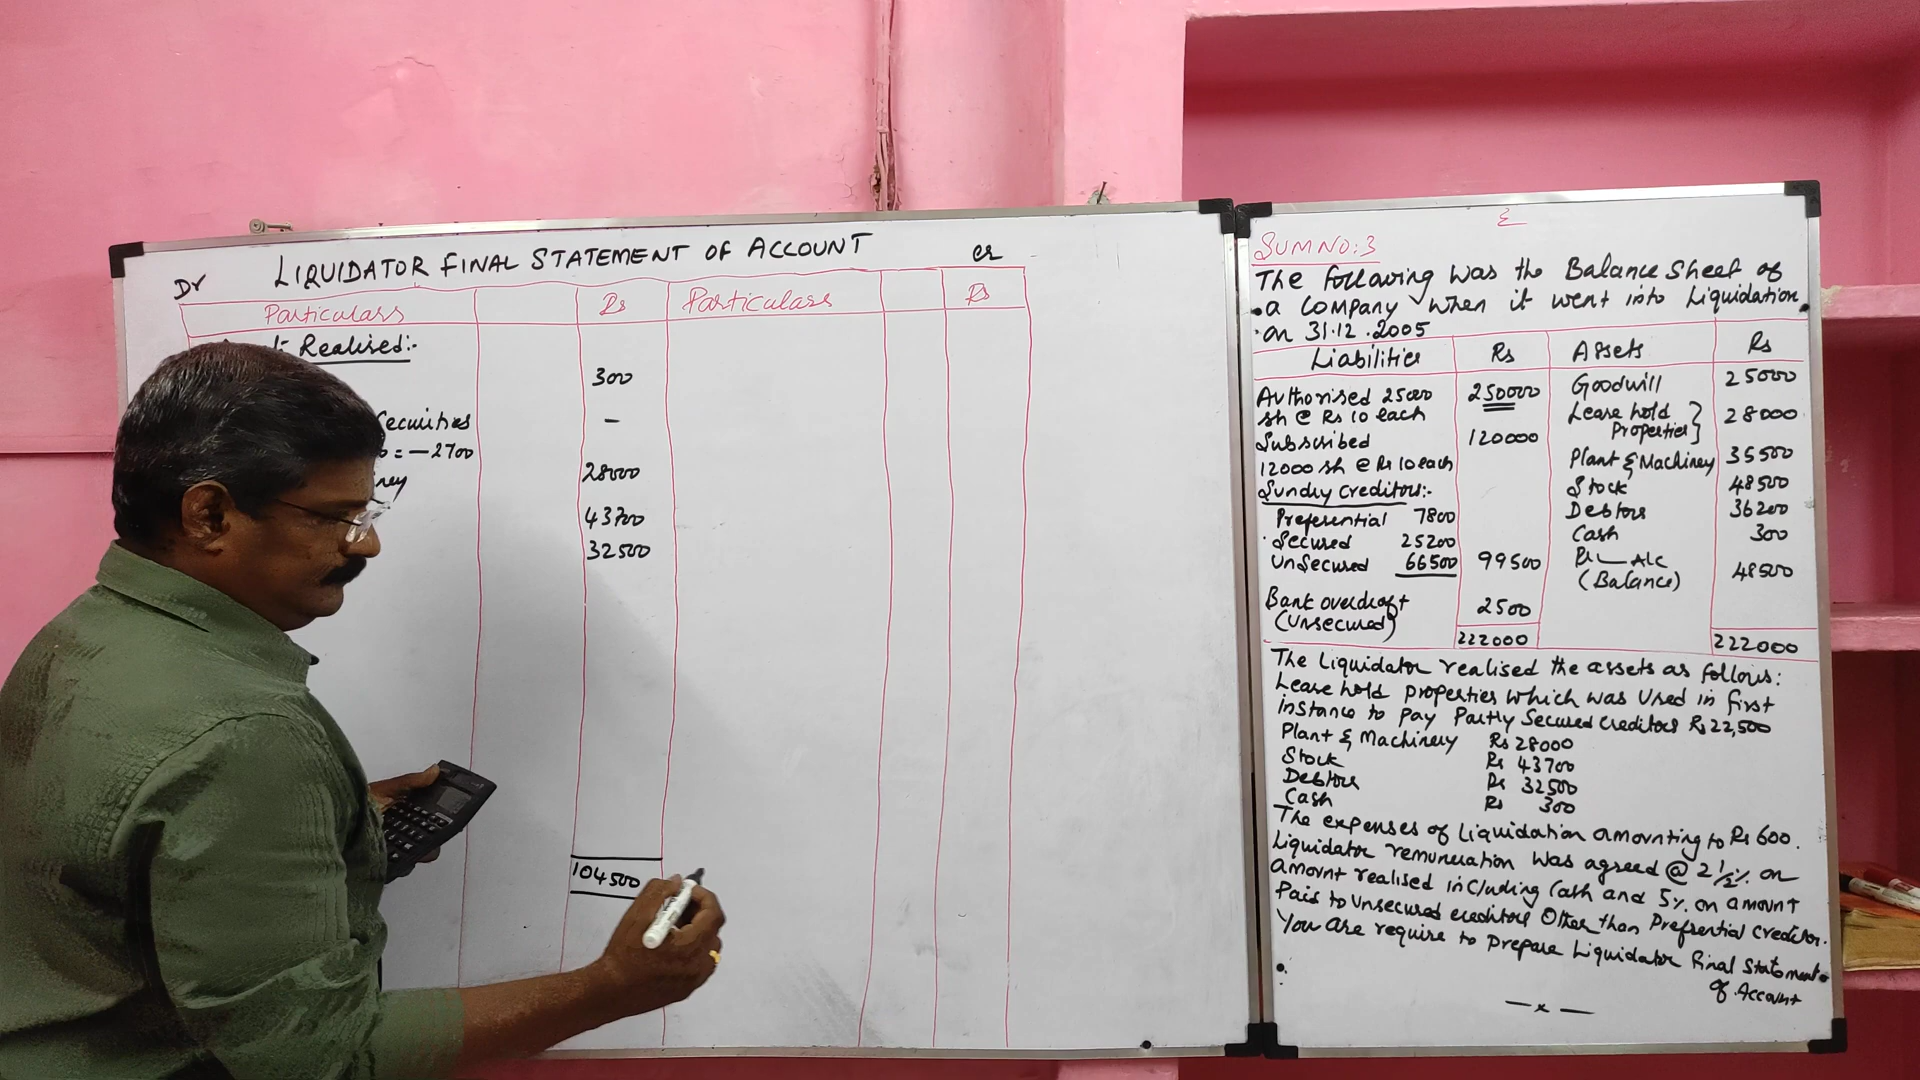 LIQUIDATOR FINAL STATEMENT OF ACCOUNT
Dr
cr
Particulars Rs Particulars Rs
Realised:-
300
Securities -
= -2700
28000
43700
32500
104500
SUM NO: 3
The following was the Balance Sheet of
a company when it went into Liquidation
on 31.12.2005
Liabilities Rs Assets Rs
Authorised 25000 250000 Goodwill 25000
sh @ Rs 10 each Lease hold Properties } 28000
Subscribed 120000
12000 sh @ Rs 10 each Plant & Machinery 35500
Sundry creditors:- Stock 48500
Preferential 7800 Debtors 36200
Secured 25200 Cash 300
Unsecured 66500 99500 P L A/c
(Balance) 48500
Bank overdraft 2500
(Unsecured)
222000 222000
The Liquidator realised the assets as follows:
Lease hold properties which was Used in first
instance to pay Partly Secured creditors Rs 22,500
Plant & Machinery Rs 28000
Stock Rs 43700
Debtors Rs 32500
Cash Rs 300
The expenses of Liquidation amounting to Rs 600.
Liquidator remuneration was agreed @ 2 1/2 % on
amount realised including Cash and 5% on amount
Paid to unsecured creditors Other than Prefrential creditor.
You are require to prepare Liquidator Final Statement
of Account
— x —